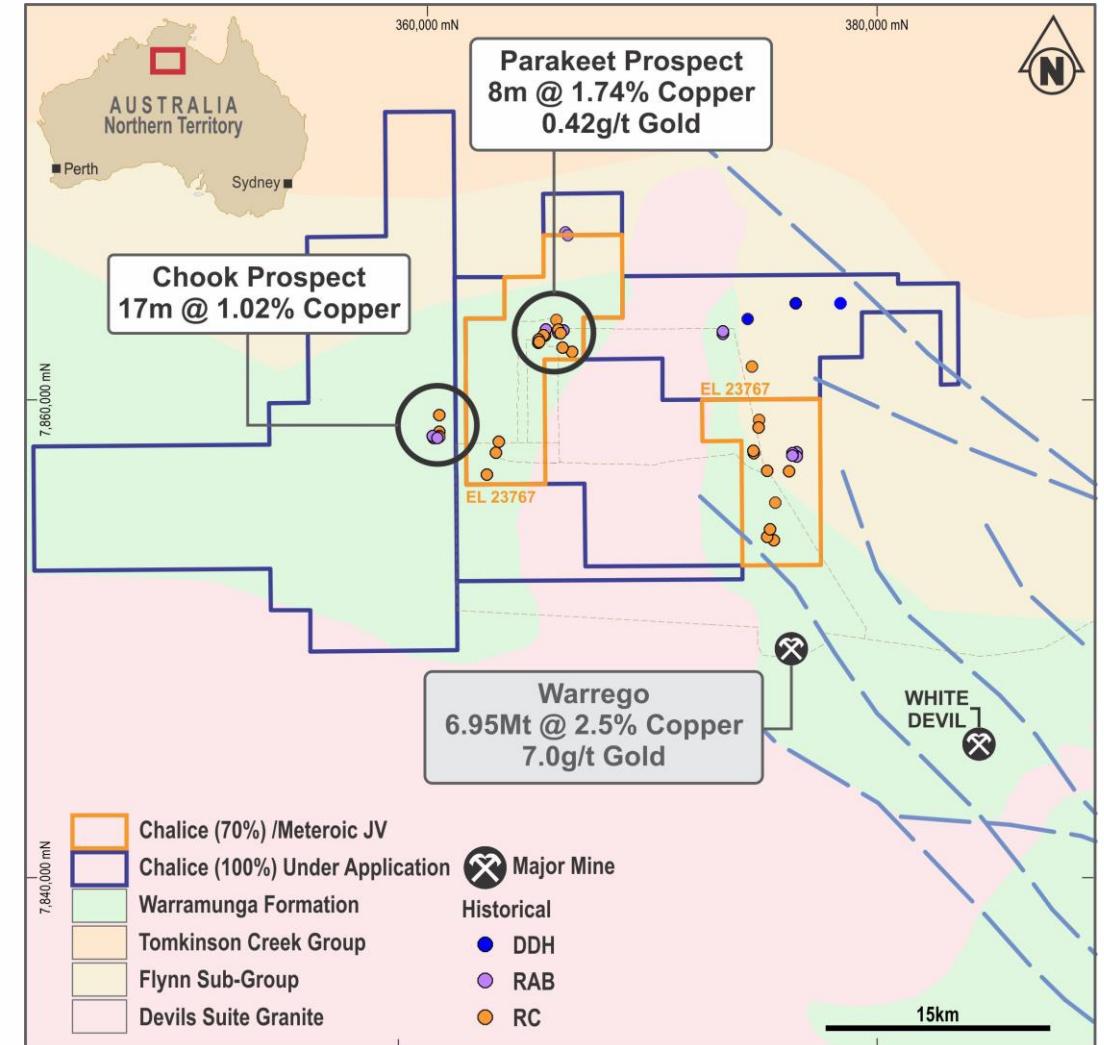 360,000 mN
380,000 mN
AUSTRALIA
Northern Territory
Perth
Sydney
N
Parakeet Prospect
8m @ 1.74% Copper
0.42g/t Gold
Chook Prospect
17m @ 1.02% Copper
7,860,000 mN
EL 23767
EL 23767
Warrego
6.95Mt @ 2.5% Copper
7.0g/t Gold
WHITE
DEVIL
7,840,000 mN
Chalice (70%) /Meteroic JV
Chalice (100%) Under Application
Warramunga Formation
Tomkinson Creek Group
Flynn Sub-Group
Devils Suite Granite
Major Mine
Historical
DDH
RAB
RC
15km